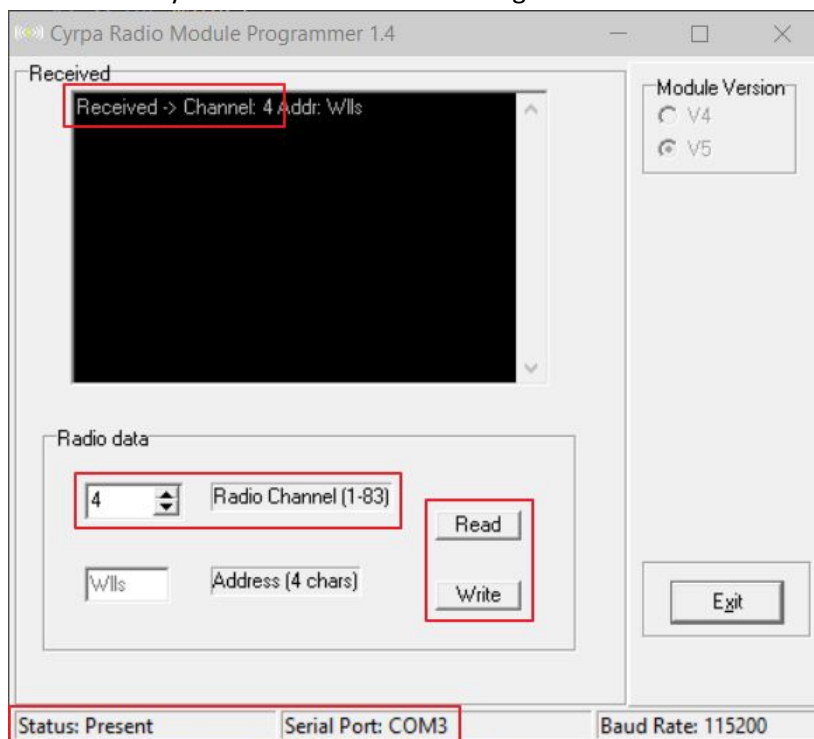 Cyrpa Radio Module Programmer 1.4
Received
Received -> Channel: 4 Addr: Wlls
Module Version
V4
V5
Radio data
4 Radio Channel (1-83)
Read
Wlls Address (4 chars)
Write
Exit
Status: Present Serial Port: COM3 Baud Rate: 115200